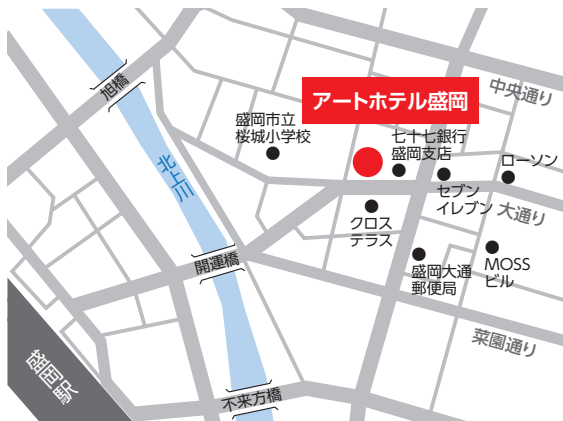 旭橋
中央通り
アートホテル盛岡
盛岡市立
桜城小学校
七十七銀行
盛岡支店
ローソン
セブン
イレブン
大通り
北上川
クロス
テラス
開運橋
盛岡大通
郵便局
MOSS
ビル
菜園通り
盛岡駅
不来方橋